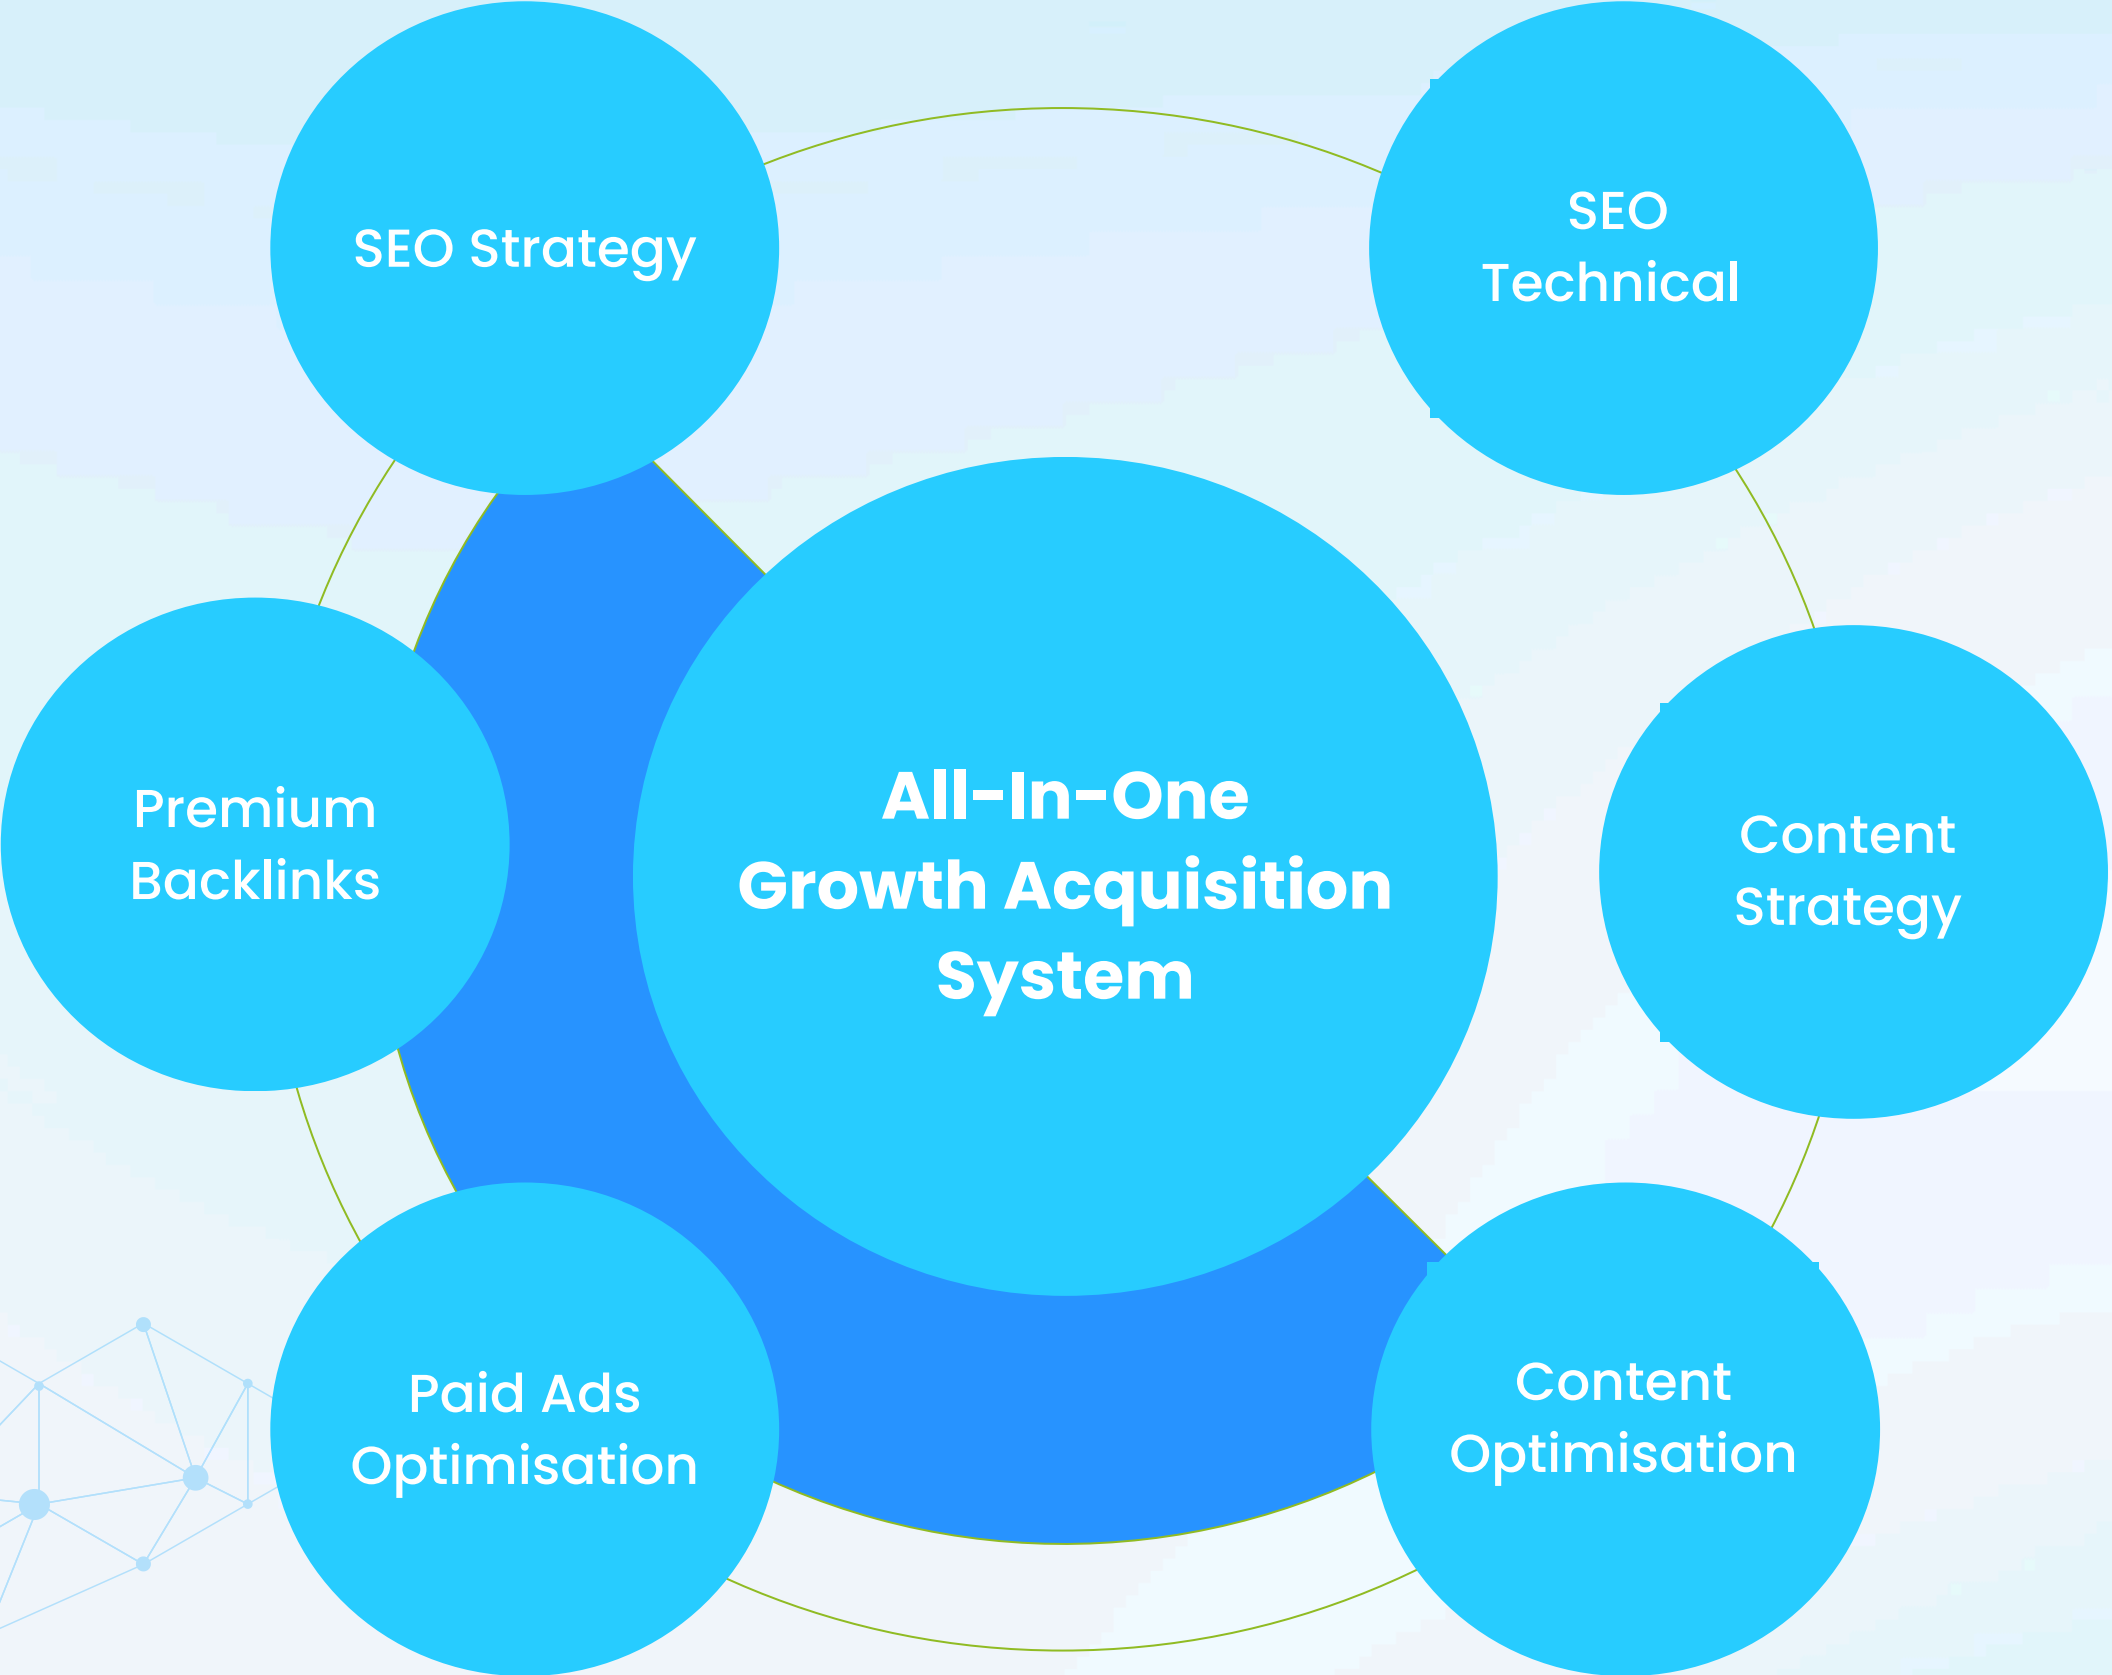 SEO Strategy
SEO
Technical
Premium
Backlinks
All-In-One
Growth Acquisition
System
Content
Strategy
Paid Ads
Optimisation
Content
Optimisation